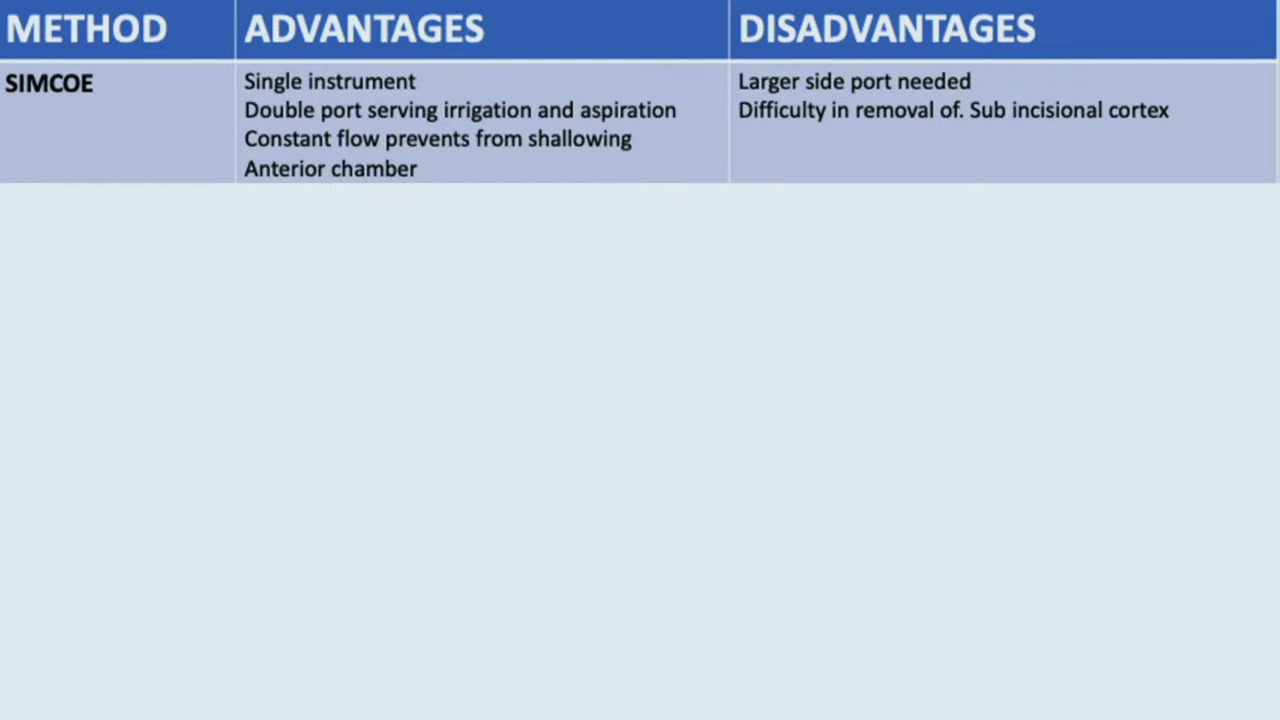 METHOD ADVANTAGES DISADVANTAGES
SIMCOE Single instrument Larger side port needed
Double port serving irrigation and aspiration Difficulty in removal of. Sub incisional cortex
Constant flow prevents from shallowing
Anterior chamber